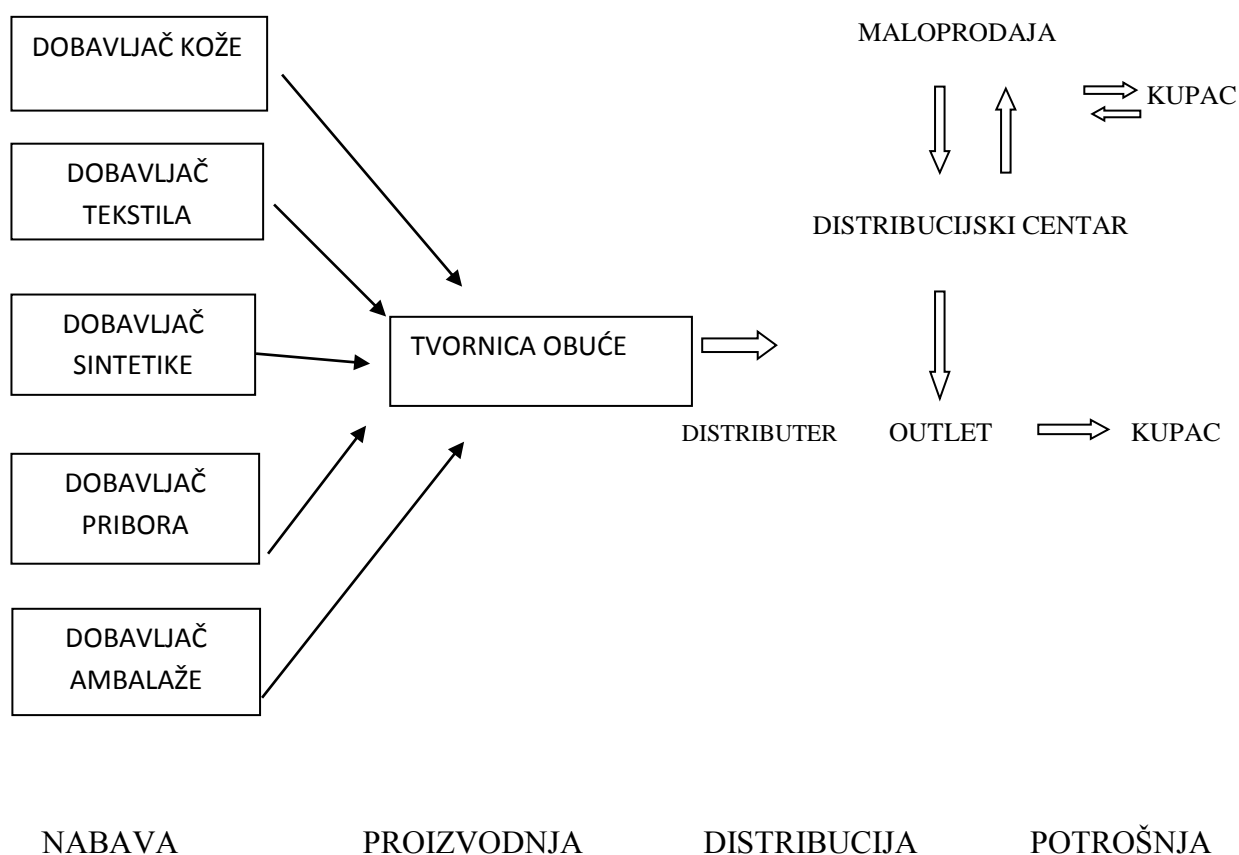 DOBAVLJAČ KOŽE
DOBAVLJAČ
TEKSTILA
DOBAVLJAČ
SINTETIKE
DOBAVLJAČ
PRIBORA
DOBAVLJAČ
AMBALAŽE
TVORNICA OBUĆE
MALOPRODAJA
KUPAC
DISTRIBUCIJSKI CENTAR
DISTRIBUTER
OUTLET
KUPAC
NABAVA
PROIZVODNJA
DISTRIBUCIJA
POTROŠNJA